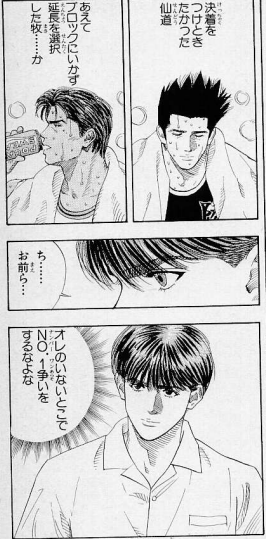 決着を
つけとき
たかった
仙道
あえて
ブロックにいかず
延長を選択
した牧……か
ち……
お前ら…
オレのいないとこで
NO.1争いを
するなよな